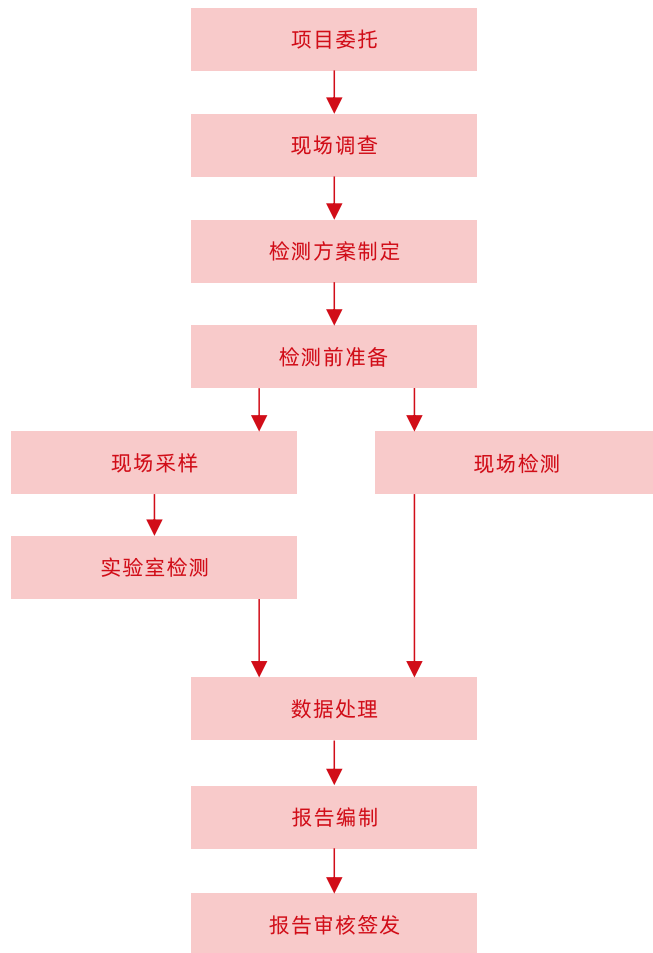 项目委托
现场调查
检测方案制定
检测前准备
现场采样
现场检测
实验室检测
数据处理
报告编制
报告审核签发